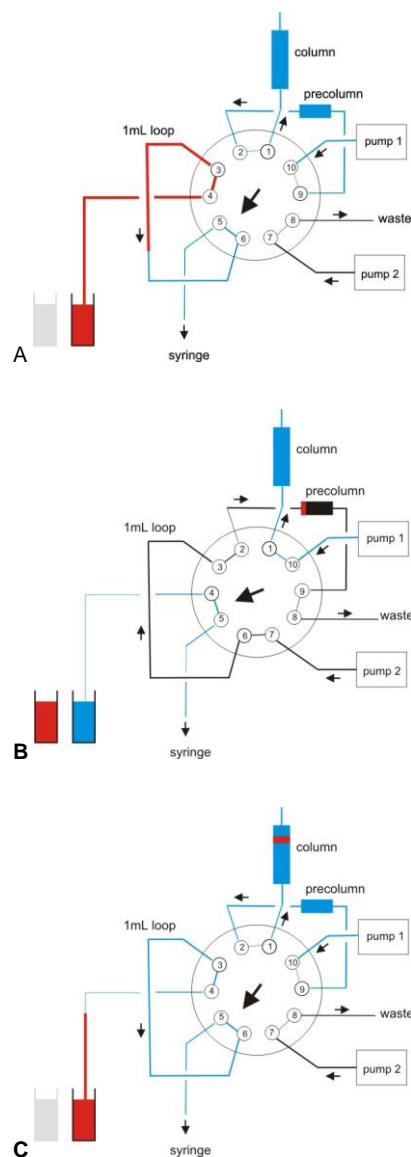 column
precolumn
1mL loop
pump 1
2
1
10
3
9
4
8
waste
5
6
7
pump 2
syringe
A
column
precolumn
1mL loop
pump 1
2
1
10
3
9
4
8
waste
5
6
7
pump 2
syringe
B
column
precolumn
1mL loop
pump 1
2
1
10
3
9
4
8
waste
5
6
7
pump 2
syringe
C